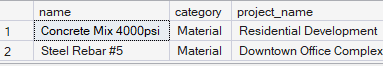 name category project_name
1 Concrete Mix 4000psi Material Residential Development
2 Steel Rebar #5 Material Downtown Office Complex